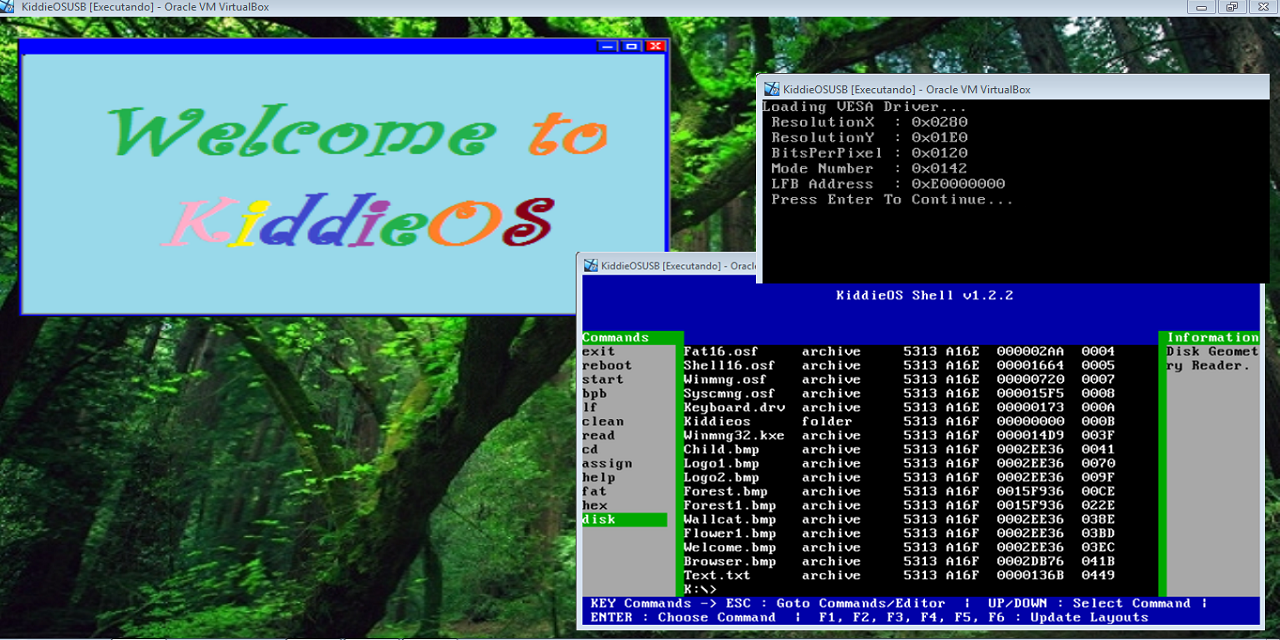 KiddieOSUSB [Executando] - Oracle VM VirtualBox
Welcome to
KiddieOS
KiddieOSUSB [Executando] - Oracle VM VirtualBox
Loading VESA Driver...
ResolutionX : 0x0280
ResolutionY : 0x01E0
BitsPerPixel : 0x0120
Mode Number : 0x0142
LFB Address : 0xE0000000
Press Enter To Continue...
KiddieOSUSB [Executando] - Oracl
KiddieOS Shell v1.2.2
Commands
exit
reboot
start
bpb
lf
clean
read
cd
assign
help
fat
hex
disk
Fat16.osf archive 5313 A16E 000002AA 0004
Shell16.osf archive 5313 A16E 00001664 0005
Winmng.osf archive 5313 A16E 00000720 0007
Syscmng.osf archive 5313 A16E 000015F5 0008
Keyboard.drv archive 5313 A16E 00000173 000A
Kiddieos folder 5313 A16F 00000000 000B
Winmng32.kxe archive 5313 A16F 000014D9 003F
Child.bmp archive 5313 A16F 0002EE36 0041
Logo1.bmp archive 5313 A16F 0002EE36 0070
Logo2.bmp archive 5313 A16F 0002EE36 009F
Forest.bmp archive 5313 A16F 0015F936 00CE
Forest1.bmp archive 5313 A16F 0015F936 022E
Wallcat.bmp archive 5313 A16F 0002EE36 038E
Flower1.bmp archive 5313 A16F 0002EE36 03BD
Welcome.bmp archive 5313 A16F 0002EE36 03EC
Browser.bmp archive 5313 A16F 0002DB76 041B
Text.txt archive 5313 A16F 0000136B 0449
K:\>
Information
Disk Geomet
ry Reader.
KEY Commands -> ESC : Goto Commands/Editor ¦ UP/DOWN : Select Command ¦
ENTER : Choose Command ¦ F1, F2, F3, F4, F5, F6 : Update Layouts